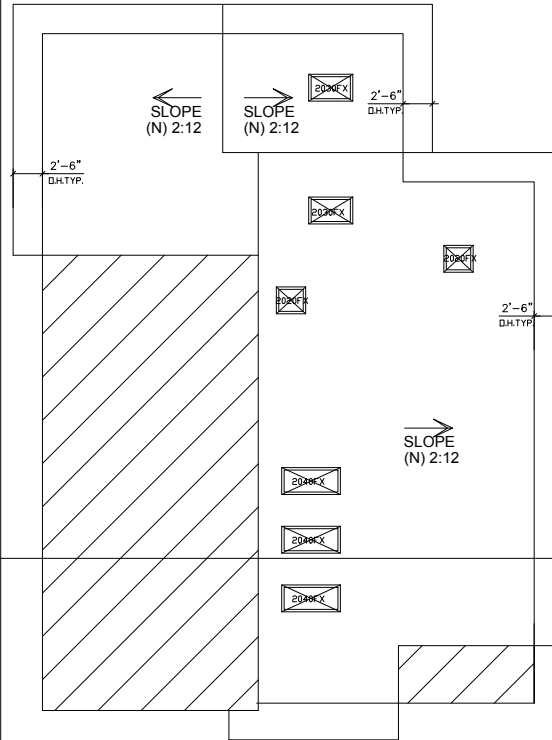 2030FX
2'-6"
O.H.TYP.
SLOPE
(N) 2:12
SLOPE
(N) 2:12
2'-6"
O.H.TYP.
2030FX
2020FX
2020FX
2'-6"
O.H.TYP.
SLOPE
(N) 2:12
2040FX
2040FX
2040FX